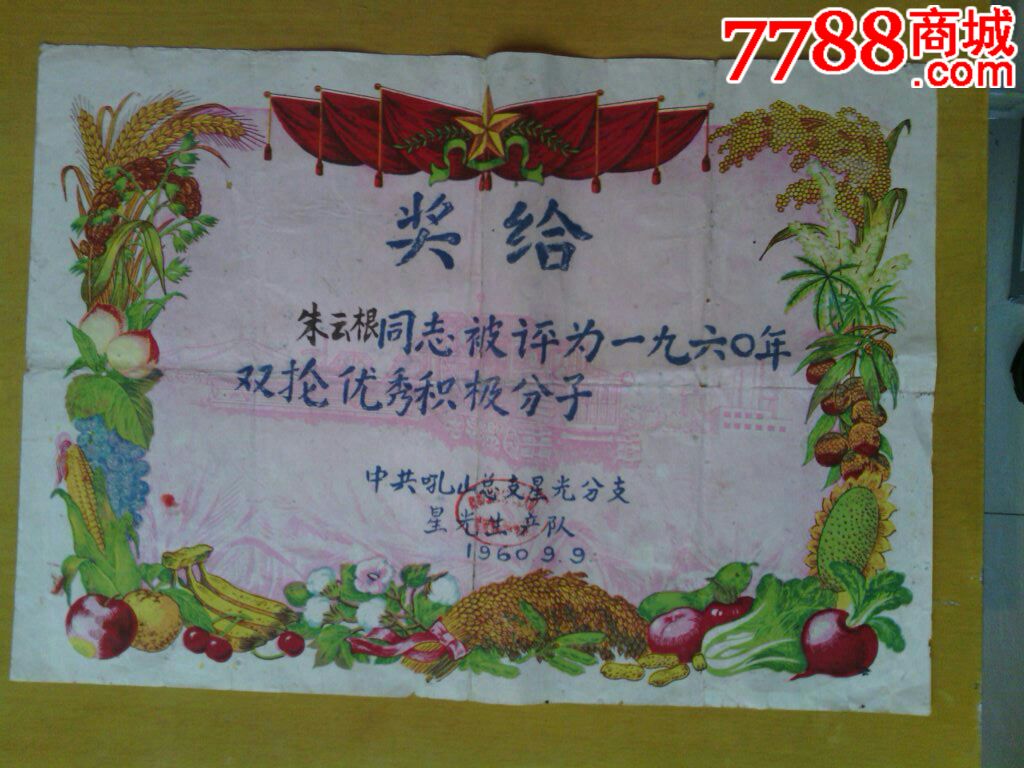 7788商城
.com
奖给
朱云根同志被评为一九六〇年
双抢优秀积极分子
中共吼山总支星光分支
星光生产队
1960.9.9.